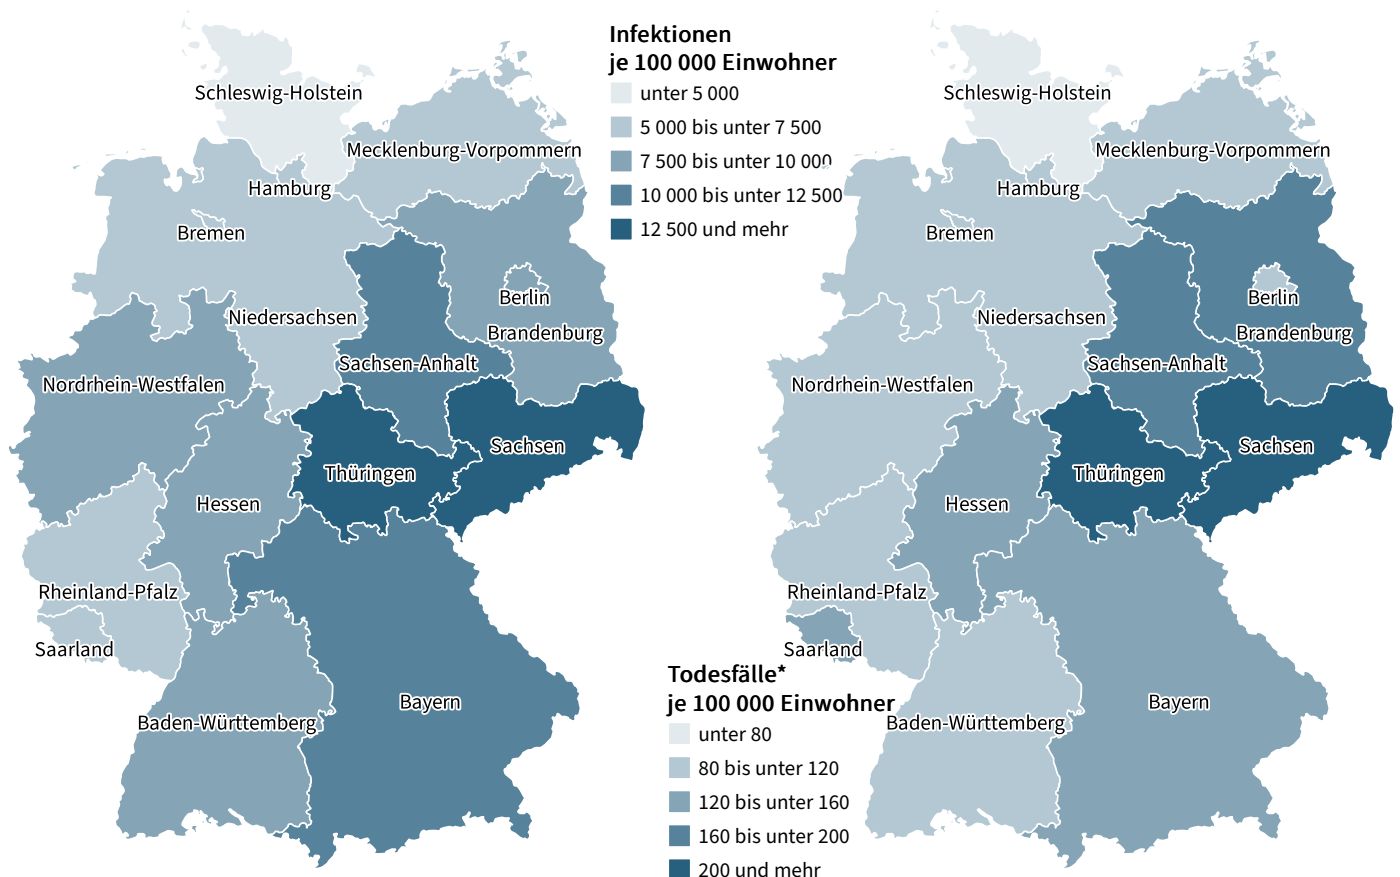 Infektionen
je 100 000 Einwohner
unter 5 000
5 000 bis unter 7 500
7 500 bis unter 10 000
10 000 bis unter 12 500
12 500 und mehr
Schleswig-Holstein
Mecklenburg-Vorpommern
Hamburg
Bremen
Berlin
Niedersachsen
Brandenburg
Sachsen-Anhalt
Nordrhein-Westfalen
Sachsen
Thüringen
Hessen
Rheinland-Pfalz
Saarland
Bayern
Baden-Württemberg
Schleswig-Holstein
Mecklenburg-Vorpommern
Hamburg
Bremen
Berlin
Niedersachsen
Brandenburg
Sachsen-Anhalt
Nordrhein-Westfalen
Sachsen
Thüringen
Hessen
Rheinland-Pfalz
Saarland
Bayern
Baden-Württemberg
Todesfälle*
je 100 000 Einwohner
unter 80
80 bis unter 120
120 bis unter 160
160 bis unter 200
200 und mehr